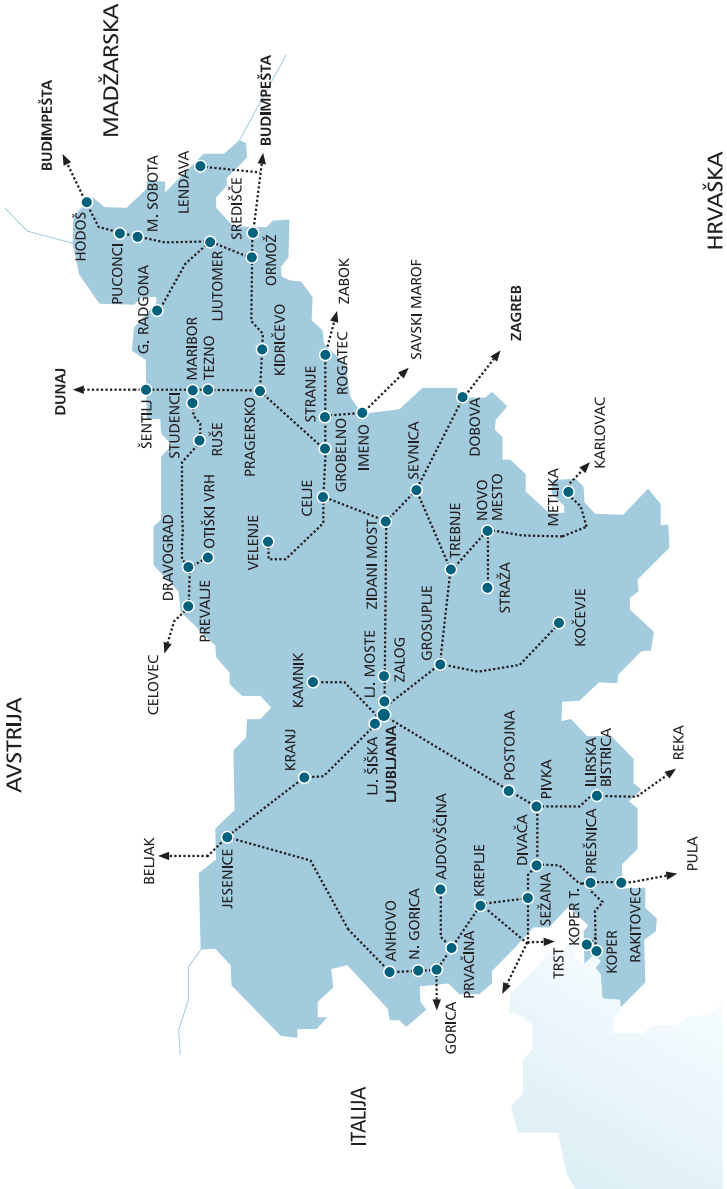 AVSTRIJA
MADŽARSKA
HRVAŠKA
ITALIJA
BUDIMPEŠTA
HODOŠ
PUCONCI
M. SOBOTA
LENDAVA
BUDIMPEŠTA
SREDIŠČE
ORMOŽ
LJUTOMER
G. RADGONA
DUNAJ
ŠENTILJ
MARIBOR
TEZNO
STUDENCI
RUŠE
KIDRIČEVO
PRAGERSKO
ZABOK
ROGATEC
STRANJE
SAVSKI MAROF
IMENO
GROBELNO
CELJE
VELENJE
DRAVOGRAD
OTIŠKI VRH
PREVALJE
CELOVEC
ZAGREB
DOBOVA
SEVNICA
ZIDANI MOST
TREBNJE
NOVO
MESTO
STRAŽA
METLIKA
KARLOVAC
KOČEVJE
GROSUPLJE
ZALOG
LJ. MOSTE
KAMNIK
LJ. ŠIŠKA
LJUBLJANA
KRANJ
BELJAK
JESENICE
POSTOJNA
PIVKA
ILIRSKA
BISTRICA
REKA
DIVAČA
PREŠNICA
PULA
RAKITOVEC
KOPER T.
KOPER
SEŽANA
TRST
KREPLJE
AJDOVŠČINA
PRVAČINA
ANHOVO
N. GORICA
GORICA